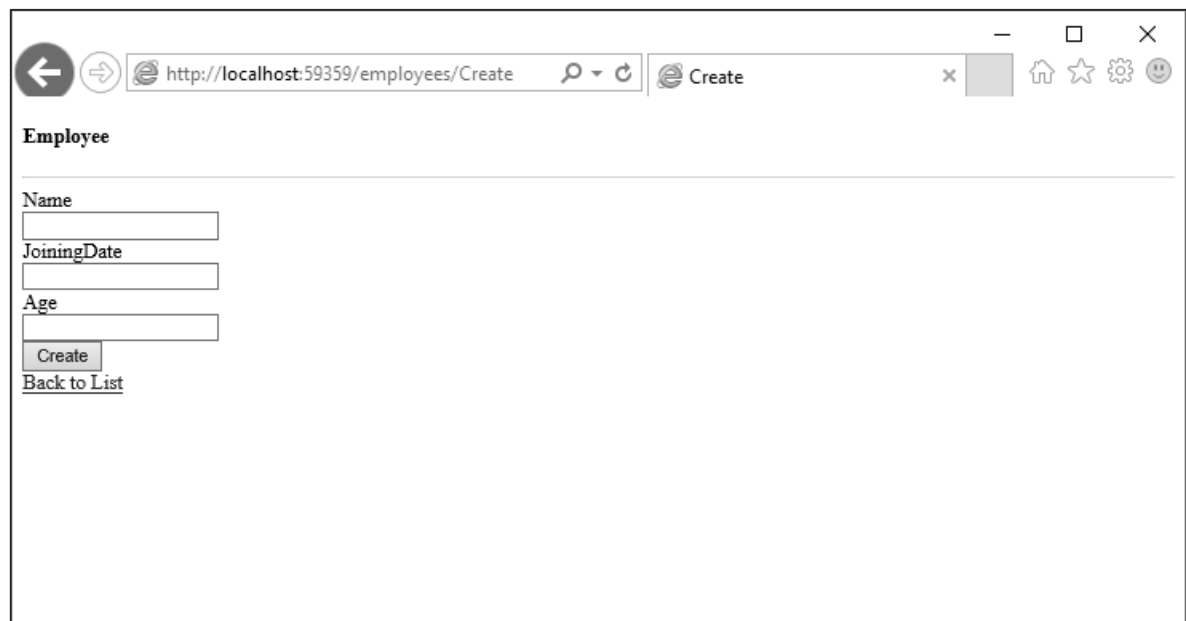 http://localhost:59359/employees/Create
Create
Employee
Name
JoiningDate
Age
Create
Back to List